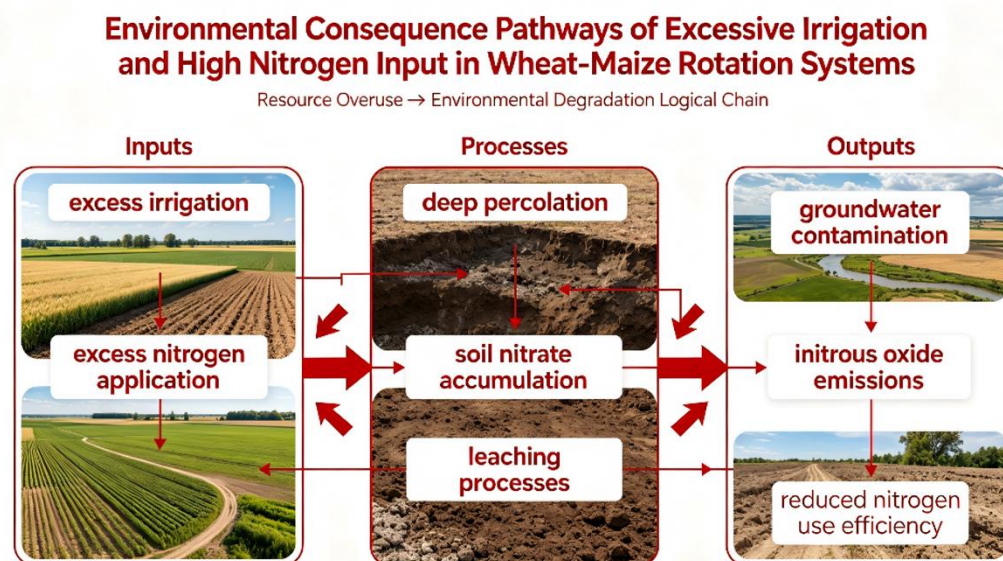 Environmental Consequence Pathways of Excessive Irrigation
and High Nitrogen Input in Wheat-Maize Rotation Systems
Resource Overuse → Environmental Degradation Logical Chain
Inputs
excess irrigation
excess nitrogen
application
Processes
deep percolation
soil nitrate
accumulation
leaching
processes
Outputs
groundwater
contamination
initrous oxide
emissions
reduced nitrogen
use efficiency